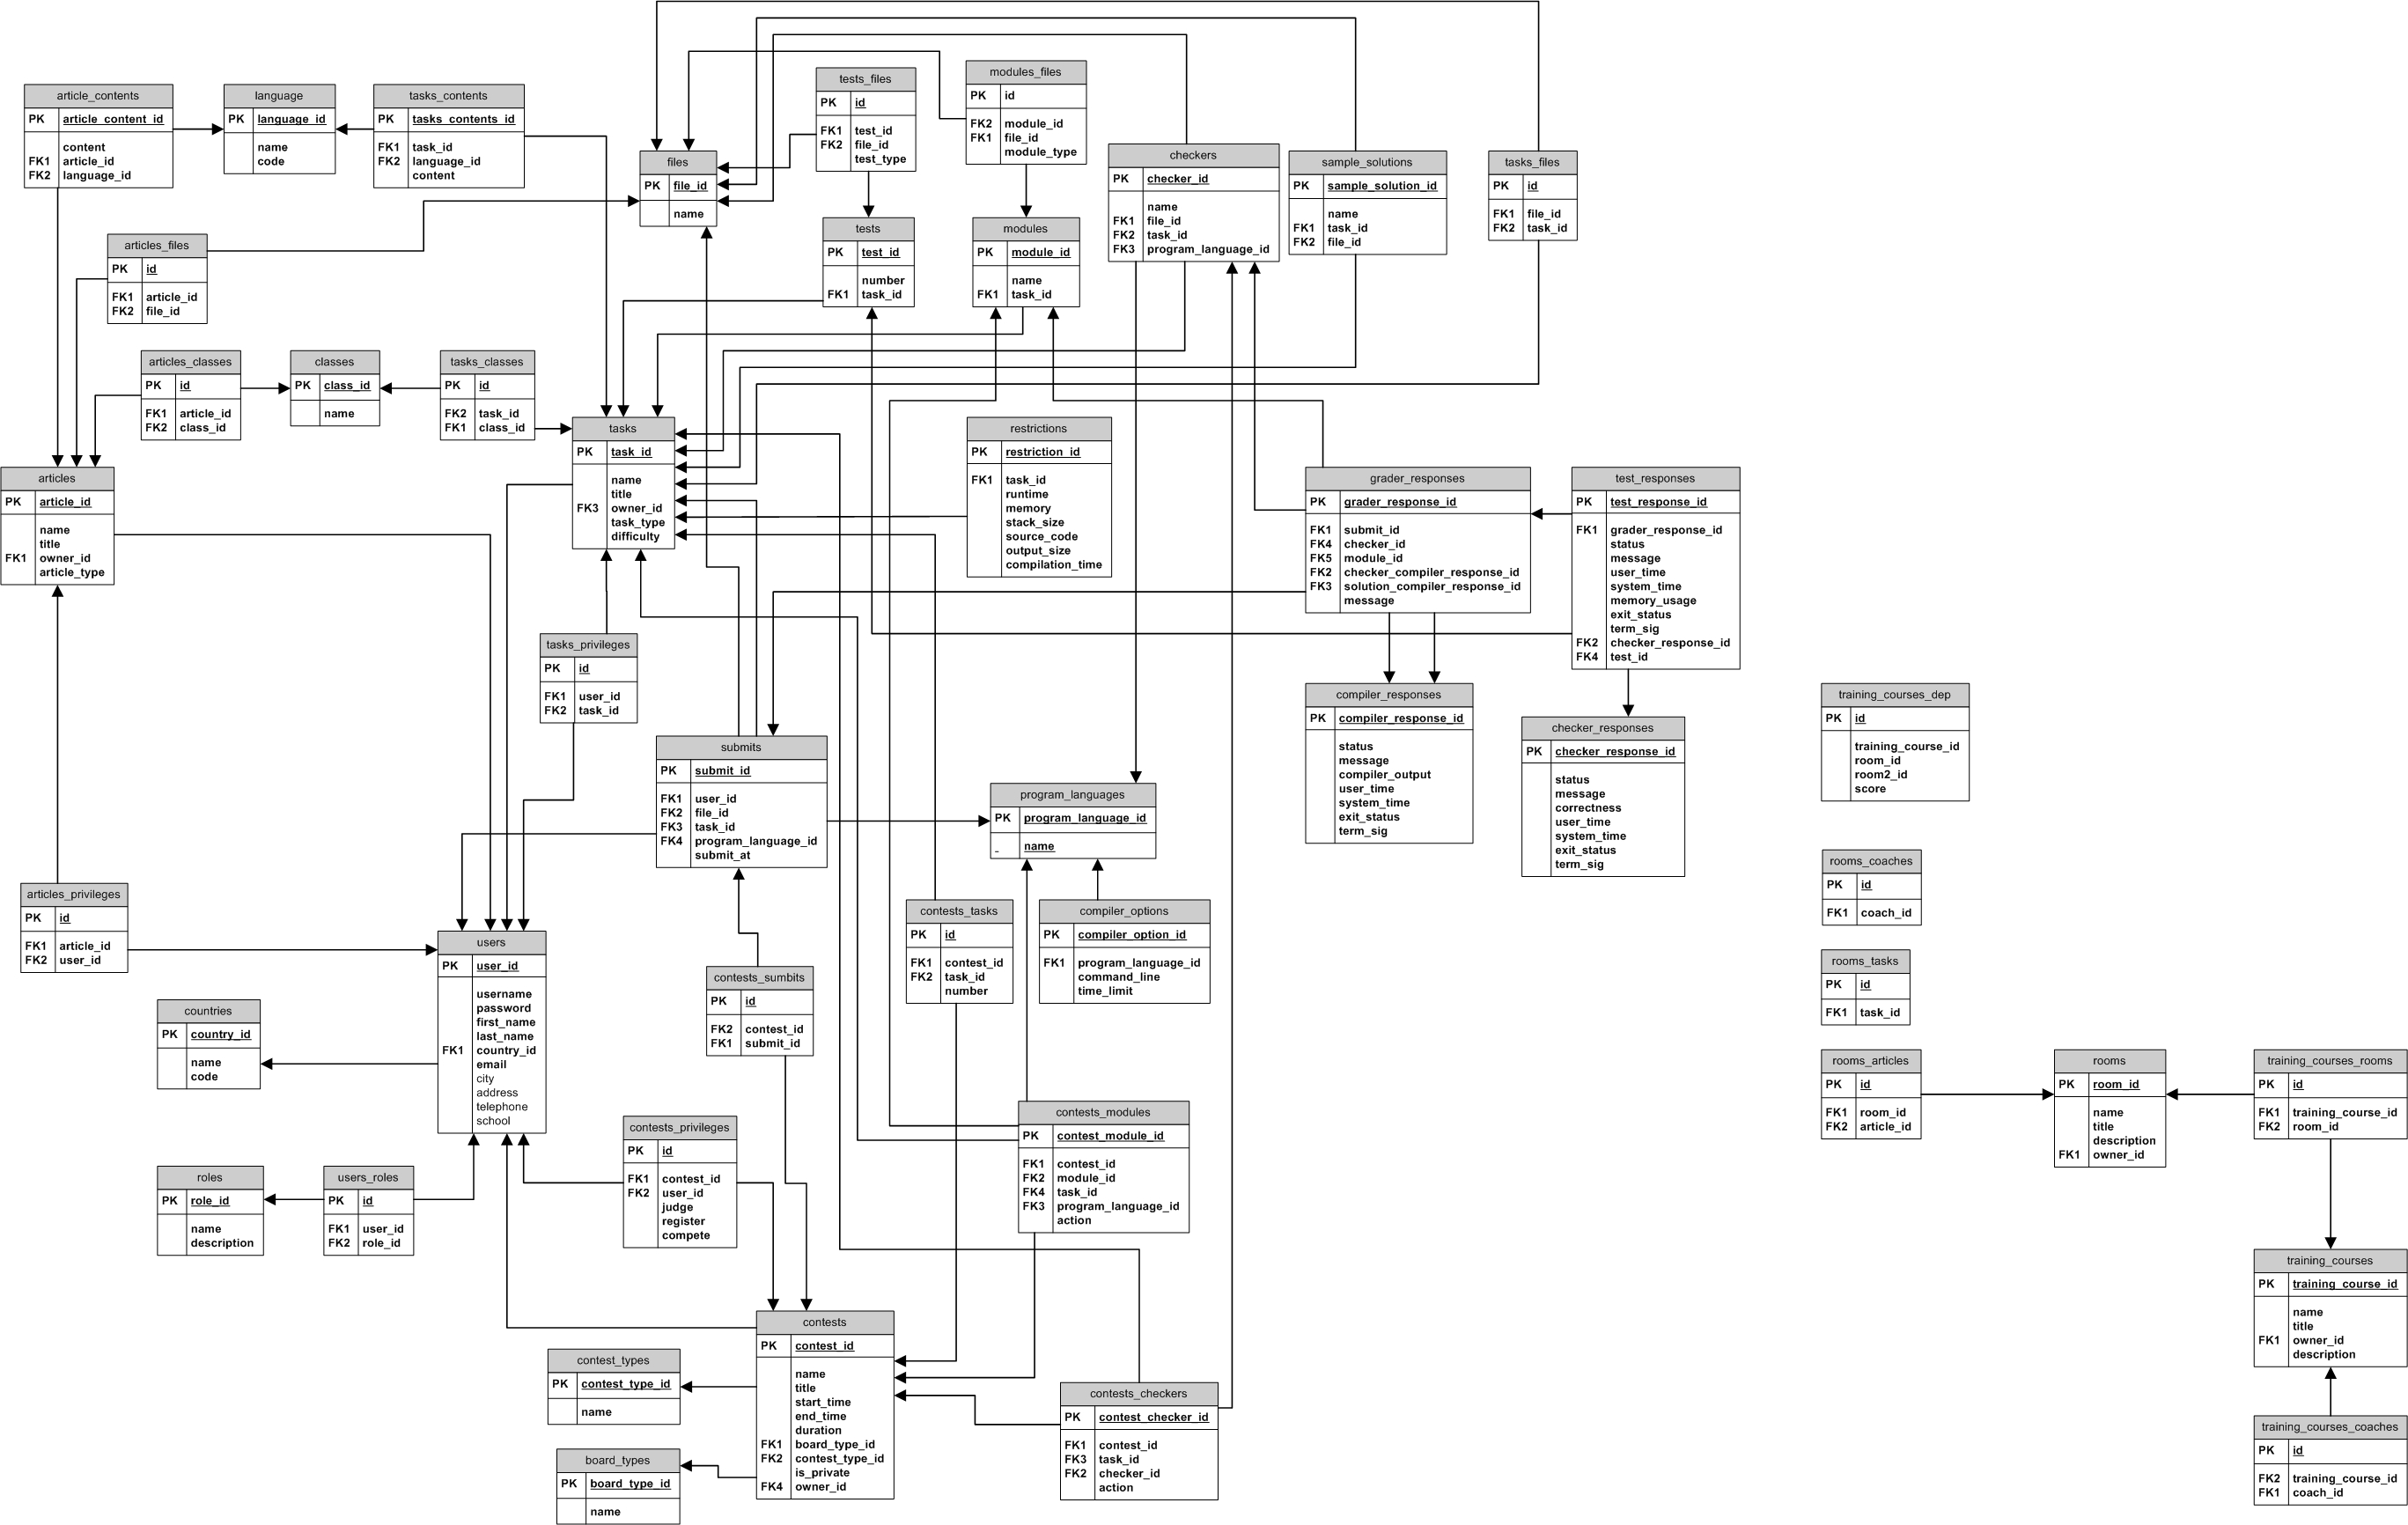 article_contents
PK article_content_id
content
FK1 article_id
FK2 language_id
language
PK language_id
name
code
tasks_contents
PK tasks_contents_id
FK1 task_id
FK2 language_id
content
files
PK file_id
name
tests_files
PK id
FK1 test_id
FK2 file_id
test_type
modules_files
PK id
FK2 module_id
FK1 file_id
module_type
checkers
PK checker_id
name
FK1 file_id
FK2 task_id
FK3 program_language_id
sample_solutions
PK sample_solution_id
name
FK1 task_id
FK2 file_id
tasks_files
PK id
FK1 file_id
FK2 task_id
articles_files
PK id
FK1 article_id
FK2 file_id
tests
PK test_id
number
FK1 task_id
modules
PK module_id
name
FK1 task_id
articles_classes
PK id
FK1 article_id
FK2 class_id
classes
PK class_id
name
tasks_classes
PK id
FK2 task_id
FK1 class_id
tasks
PK task_id
name
title
FK3 owner_id
task_type
difficulty
restrictions
PK restriction_id
FK1 task_id
runtime
memory
stack_size
source_code
output_size
compilation_time
articles
PK article_id
name
title
FK1 owner_id
article_type
grader_responses
PK grader_response_id
FK1 submit_id
FK4 checker_id
FK5 module_id
FK2 checker_compiler_response_id
FK3 solution_compiler_response_id
message
test_responses
PK test_response_id
FK1 grader_response_id
status
message
user_time
system_time
memory_usage
exit_status
term_sig
FK2 checker_response_id
FK4 test_id
tasks_privileges
PK id
FK1 user_id
FK2 task_id
compiler_responses
PK compiler_response_id
status
message
compiler_output
user_time
system_time
exit_status
term_sig
checker_responses
PK checker_response_id
status
message
correctness
user_time
system_time
exit_status
term_sig
training_courses_dep
PK id
training_course_id
room_id
room2_id
score
submits
PK submit_id
FK1 user_id
FK2 file_id
FK3 task_id
FK4 program_language_id
submit_at
program_languages
PK program_language_id
_ name
rooms_coaches
PK id
FK1 coach_id
articles_privileges
PK id
FK1 article_id
FK2 user_id
users
PK user_id
username
password
first_name
last_name
FK1 country_id
email
city
address
telephone
school
contests_sumbits
PK id
FK2 contest_id
FK1 submit_id
contests_tasks
PK id
FK1 contest_id
FK2 task_id
number
compiler_options
PK compiler_option_id
FK1 program_language_id
command_line
time_limit
rooms_tasks
PK id
FK1 task_id
countries
PK country_id
name
code
rooms_articles
PK id
FK1 room_id
FK2 article_id
rooms
PK room_id
name
title
description
FK1 owner_id
training_courses_rooms
PK id
FK1 training_course_id
FK2 room_id
roles
PK role_id
name
description
users_roles
PK id
FK1 user_id
FK2 role_id
contests_privileges
PK id
FK1 contest_id
FK2 user_id
judge
register
compete
contests_modules
PK contest_module_id
FK1 contest_id
FK2 module_id
FK4 task_id
FK3 program_language_id
action
training_courses
PK training_course_id
name
title
FK1 owner_id
description
contests
PK contest_id
name
title
start_time
end_time
duration
FK1 board_type_id
FK2 contest_type_id
is_private
FK4 owner_id
contest_types
PK contest_type_id
name
contests_checkers
PK contest_checker_id
FK1 contest_id
FK3 task_id
FK2 checker_id
action
training_courses_coaches
PK id
FK2 training_course_id
FK1 coach_id
board_types
PK board_type_id
name